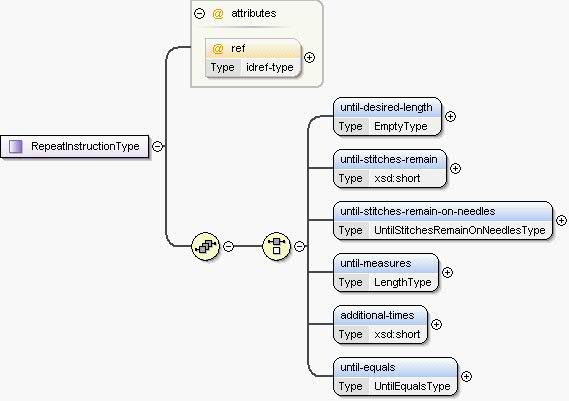 @ attributes
@ ref
Type idref-type
RepeatInstructionType
until-desired-length
Type EmptyType
until-stitches-remain
Type xsd:short
until-stitches-remain-on-needles
Type UntilStitchesRemainOnNeedlesType
until-measures
Type LengthType
additional-times
Type xsd:short
until-equals
Type UntilEqualsType